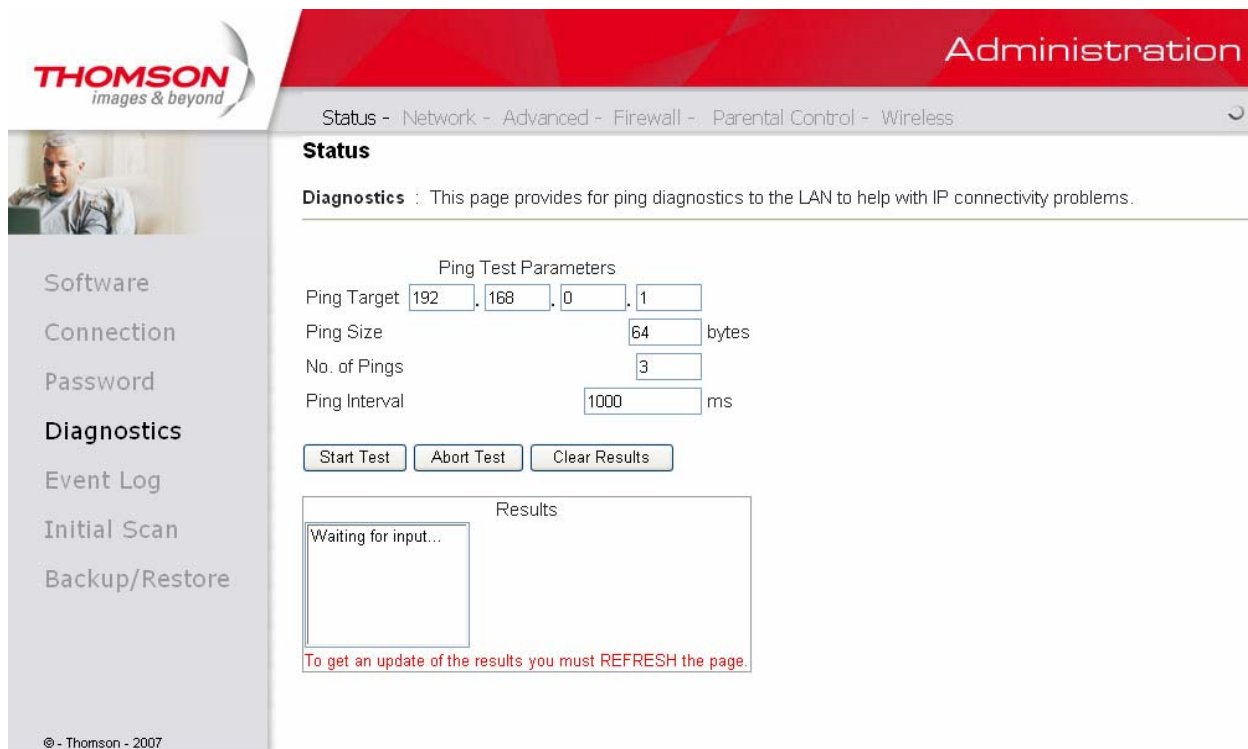 THOMSON
images & beyond
Administration
Status - Network - Advanced - Firewall - Parental Control - Wireless
Status
Diagnostics : This page provides for ping diagnostics to the LAN to help with IP connectivity problems.
Software
Connection
Password
Diagnostics
Event Log
Initial Scan
Backup/Restore
Ping Test Parameters
Ping Target 192 . 168 . 0 . 1
Ping Size 64 bytes
No. of Pings 3
Ping Interval 1000 ms
Start Test Abort Test Clear Results
Results
Waiting for input...
To get an update of the results you must REFRESH the page.
© - Thomson - 2007